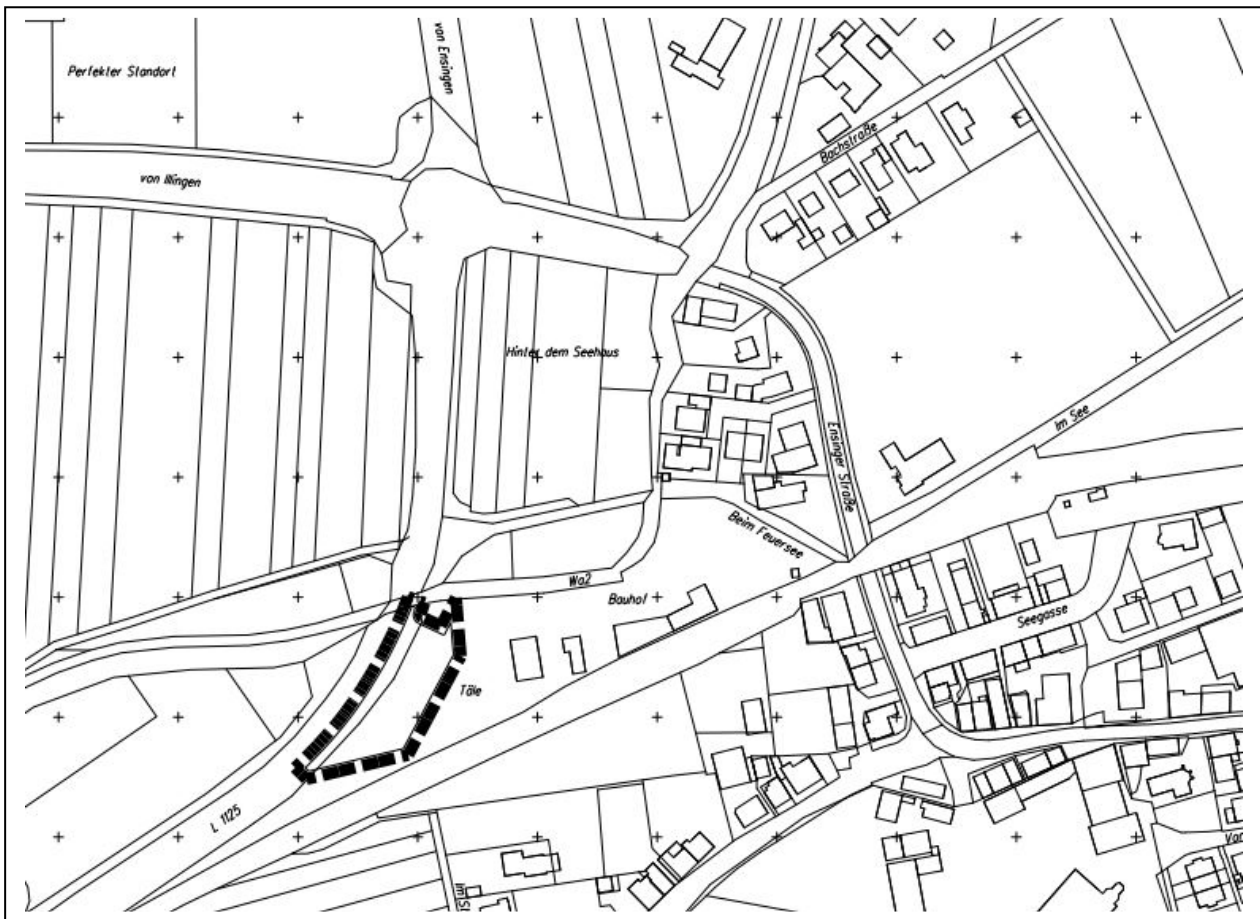 Perfekter Standort
von Ensingen
von Illingen
Bachstraße
Hinter dem Seehaus
Im See
Ensinger Straße
Beim Feuersee
Wa2
Bauhof
Seegasse
Täle
L 1125